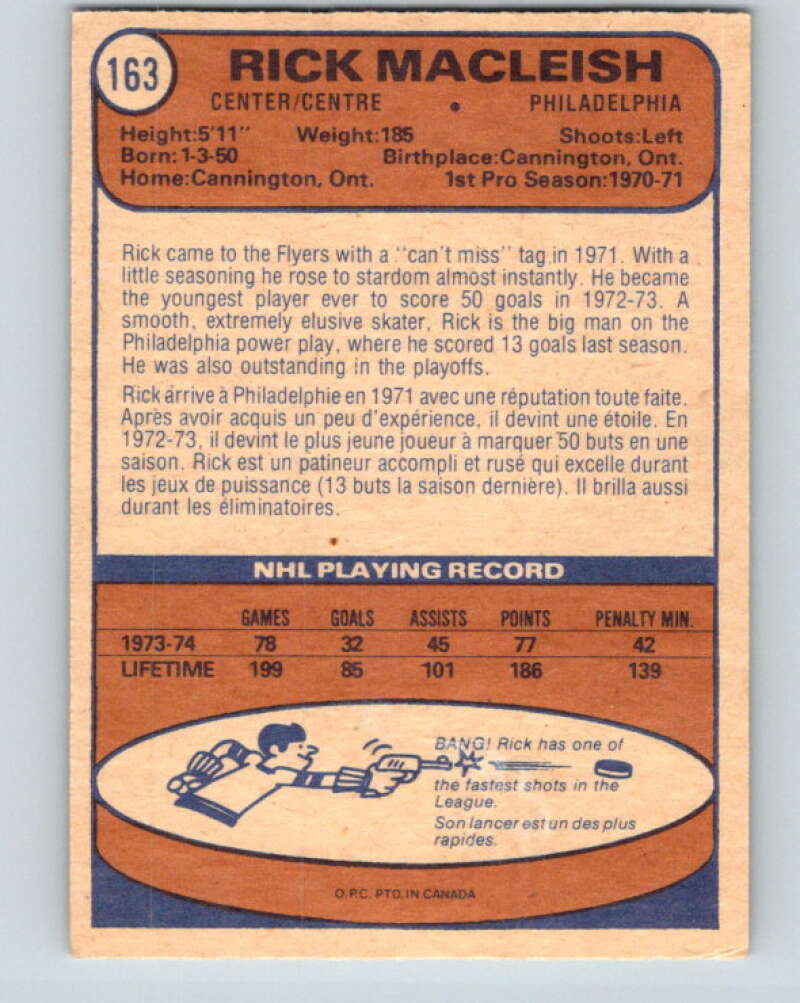 163
RICK MACLEISH
CENTER/CENTRE • PHILADELPHIA
Height:5'11" Weight:185 Shoots:Left
Born:1-3-50 Birthplace:Cannington, Ont.
Home:Cannington, Ont. 1st Pro Season:1970-71
Rick came to the Flyers with a "can't miss" tag in 1971. With a
little seasoning he rose to stardom almost instantly. He became
the youngest player ever to score 50 goals in 1972-73. A
smooth, extremely elusive skater, Rick is the big man on the
Philadelphia power play, where he scored 13 goals last season.
He was also outstanding in the playoffs.
Rick arrive à Philadelphie en 1971 avec une réputation toute faite.
Après avoir acquis un peu d'expérience, il devint une étoile. En
1972-73, il devint le plus jeune joueur à marquer 50 buts en une
saison. Rick est un patineur accompli et rusé qui excelle durant
les jeux de puissance (13 buts la saison dernière). Il brilla aussi
durant les éliminatoires.
NHL PLAYING RECORD
GAMES GOALS ASSISTS POINTS PENALTY MIN.
1973-74 78 32 45 77 42
LIFETIME 199 85 101 186 139
BANG! Rick has one of
the fastest shots in the
League.
Son lancer est un des plus
rapides.
O.P.C. PTD. IN CANADA